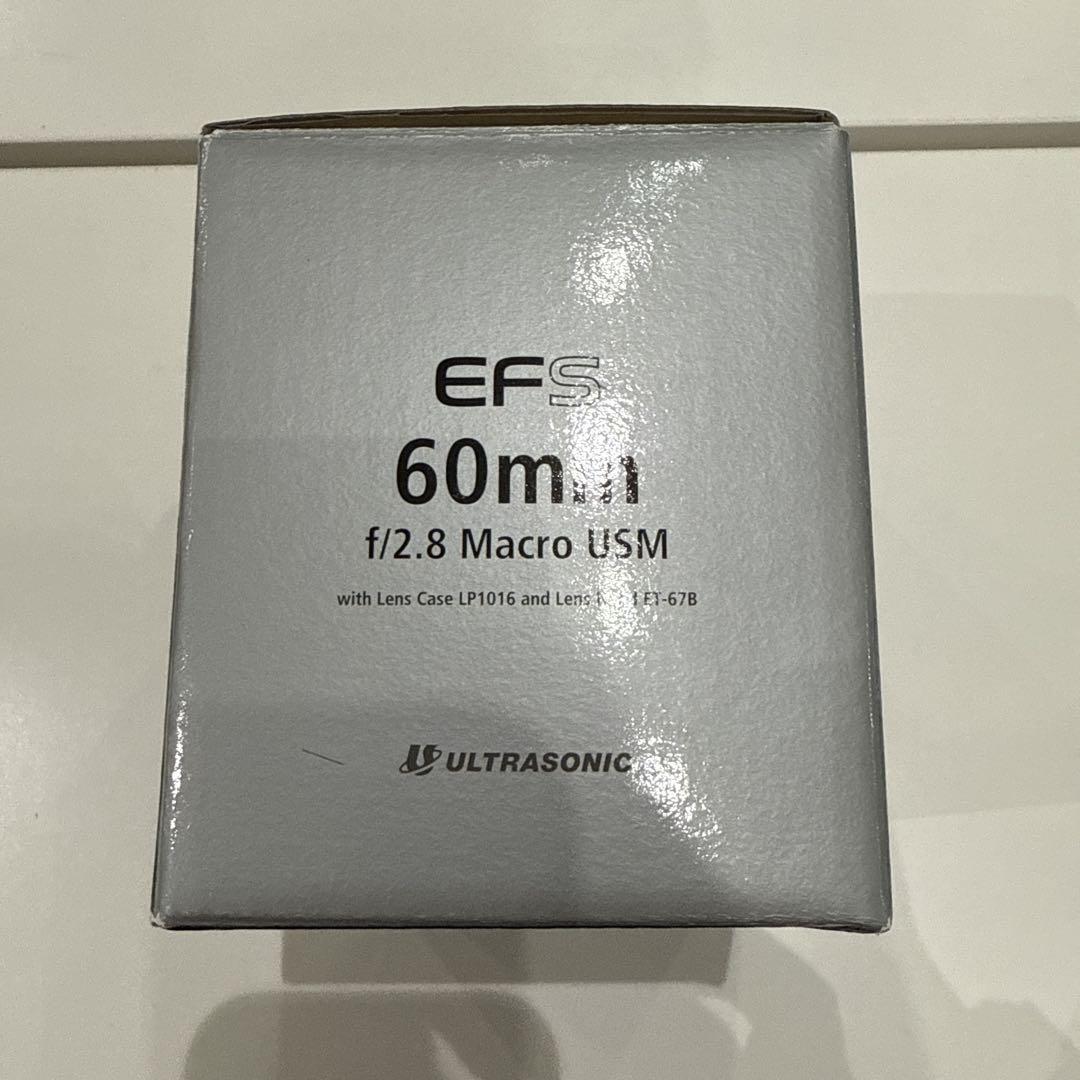 EFS
60mm
f/2.8 Macro USM
with Lens Case LP1016 and Lens ET-67B
ULTRASONIC